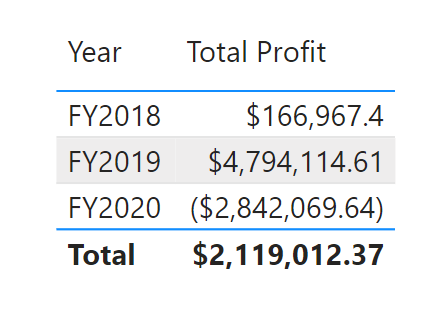 Year Total Profit
FY2018 $166,967.4
FY2019 $4,794,114.61
FY2020 ($2,842,069.64)
Total $2,119,012.37